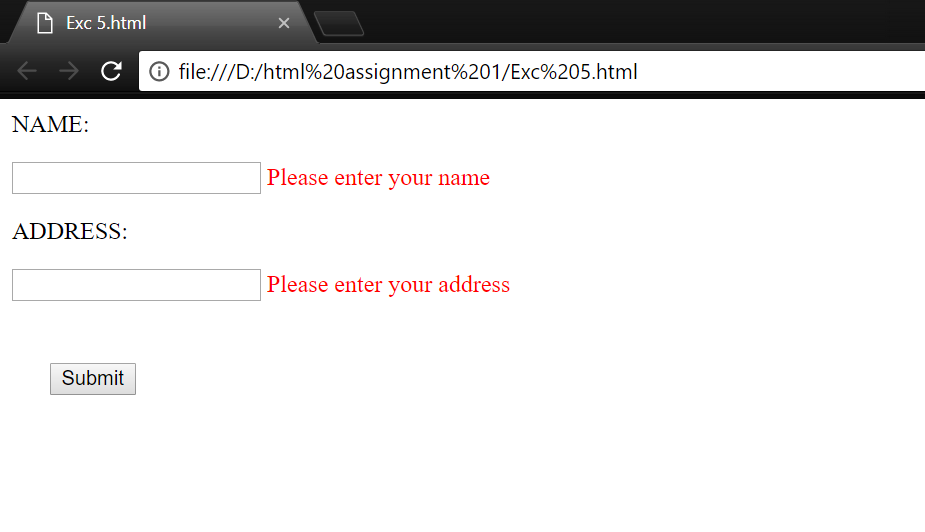 Exc 5.html
file:///D:/html%20assignment%201/Exc%205.html
NAME:
Please enter your name
ADDRESS:
Please enter your address
Submit